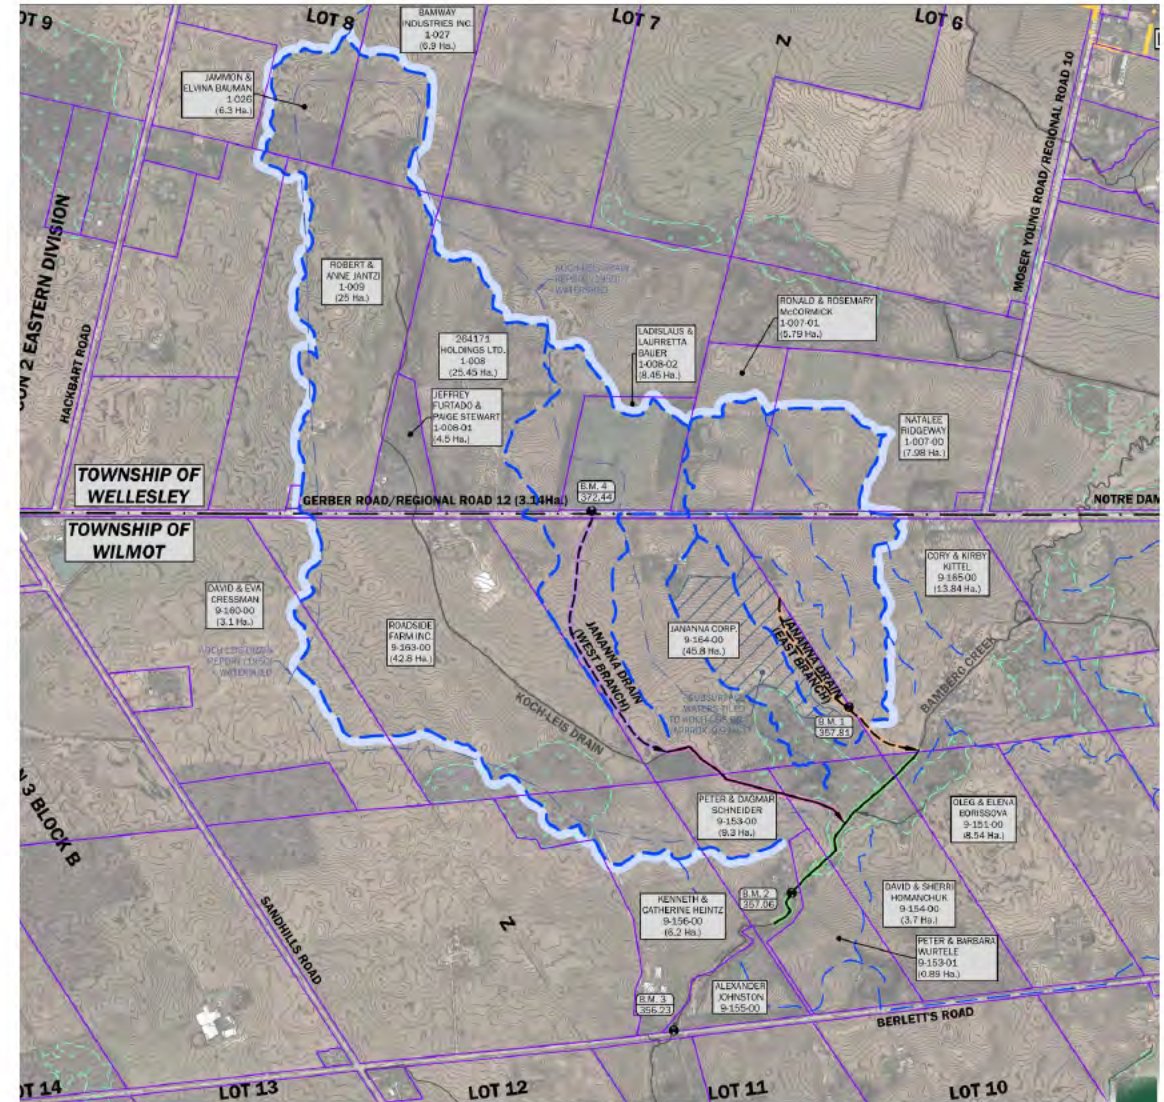 LOT 8
LOT 7
LOT 6
BAMWAY
INDUSTRIES INC.
1-027
(6.9 Ha.)
JAMMON &
ELVINA BAUMAN
1-026
(6.3 Ha.)
MOSER YOUNG ROAD/REGIONAL ROAD 10
HACKBART ROAD
2 EASTERN DIVISION
ROBERT &
ANNE JANTZI
1-009
(25 Ha.)
RONALD & ROSEMARY
McCORMICK
1-007-01
(5.79 Ha.)
264171
HOLDINGS LTD.
1-008
(25.45 Ha.)
LADISLAUS &
LAURRETTA
BAUER
1-008-02
(8.45 Ha.)
JEFFREY
FURTADO &
PAIGE STEWART
1-008-01
(4.5 Ha.)
NATALEE
RIDGEWAY
1-007-00
(7.98 Ha.)
TOWNSHIP OF
WELLESLEY
B.M. 4
372.44
GERBER ROAD/REGIONAL ROAD 12 (3.14Ha.)
NOTRE DAM
TOWNSHIP OF
WILMOT
CORY & KIRBY
KITTEL
9-165-00
(13.84 Ha.)
DAVID & EVA
CRESSMAN
9-160-00
(3.1 Ha.)
ROADSIDE
FARM INC.
9-163-00
(42.8 Ha.)
JANANNA CORP.
9-164-00
(45.8 Ha.)
JANANNA DRAIN
(WEST BRANCH)
JANANNA DRAIN
(EAST BRANCH)
BAMBERG CREEK
KOCH-LEIS DRAIN
B.M. 1
357.81
PETER & DAGMAR
SCHNEIDER
9-153-00
(9.3 Ha.)
OLEG & ELENA
BORISSOVA
9-151-00
(8.54 Ha.)
3 BLOCK B
B.M. 2
357.06
DAVID & SHERRI
HOMANCHUK
9-154-00
(3.7 Ha.)
KENNETH &
CATHERINE HEINTZ
9-156-00
(6.2 Ha.)
PETER & BARBARA
WURTELE
9-153-01
(0.89 Ha.)
SANDHILLS ROAD
ALEXANDER
JOHNSTON
9-155-00
B.M. 3
356.23
BERLETT'S ROAD
LOT 13
LOT 12
LOT 11
LOT 10